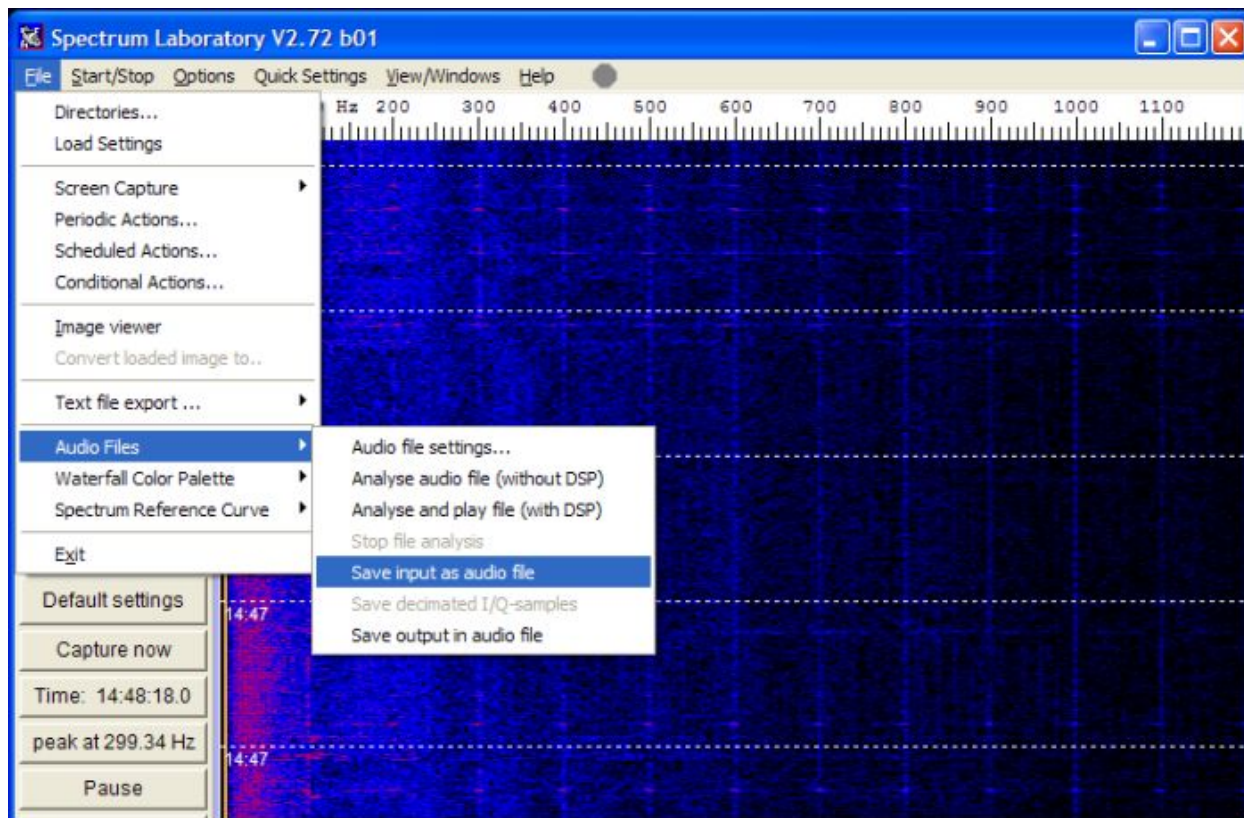 Spectrum Laboratory V2.72 b01
File Start/Stop Options Quick Settings View/Windows Help
Hz 200 300 400 500 600 700 800 900 1000 1100
Directories...
Load Settings
Screen Capture
Periodic Actions...
Scheduled Actions...
Conditional Actions...
Image viewer
Convert loaded image to..
Text file export ...
Audio Files
Waterfall Color Palette
Spectrum Reference Curve
Exit
Audio file settings...
Analyse audio file (without DSP)
Analyse and play file (with DSP)
Stop file analysis
Save input as audio file
Save decimated I/Q-samples
Save output in audio file
Default settings
14:47
Capture now
Time: 14:48:18.0
peak at 299.34 Hz
14:47
Pause